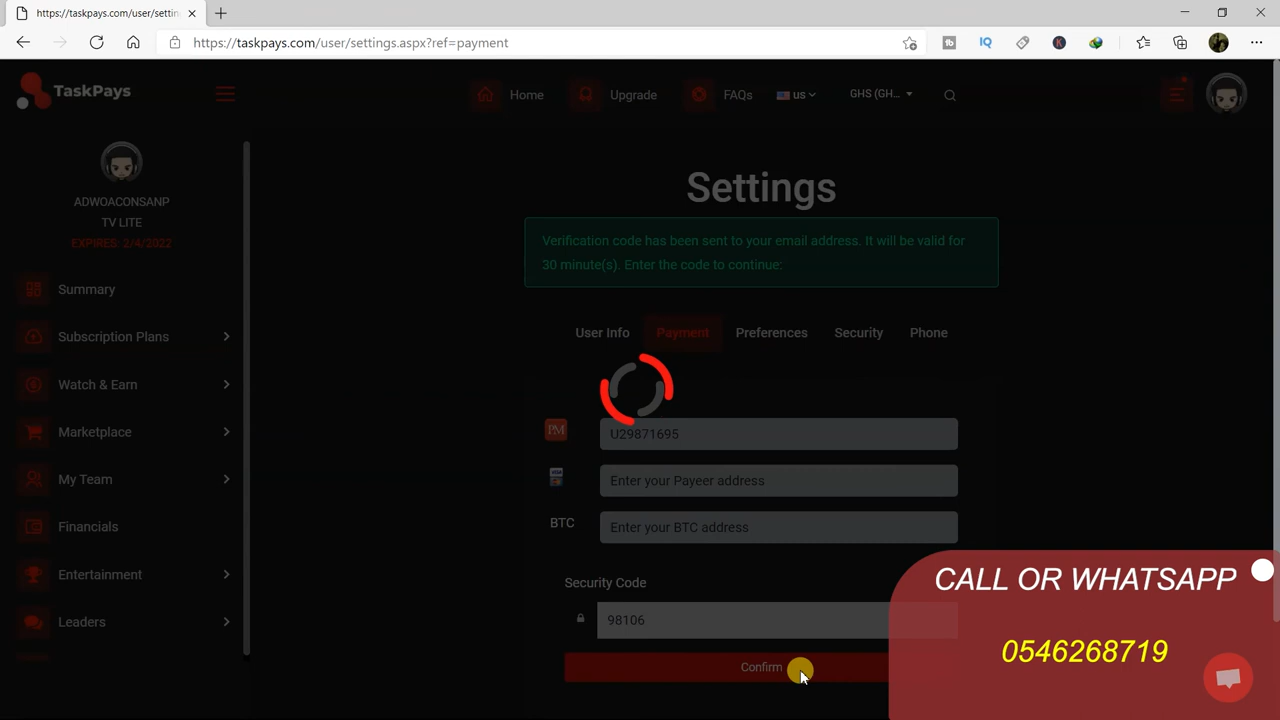 https://taskpays.com/user/settin
https://taskpays.com/user/settings.aspx?ref=payment
TaskPays
Home
Upgrade
FAQs
us
GHS (GH...
ADWOACONSANP
TV LITE
EXPIRES: 2/4/2022
Summary
Subscription Plans
Watch & Earn
Marketplace
My Team
Financials
Entertainment
Leaders
Settings
Verification code has been sent to your email address. It will be valid for
30 minute(s). Enter the code to continue:
User Info
Payment
Preferences
Security
Phone
PM
U29871695
Enter your Payeer address
BTC
Enter your BTC address
Security Code
98106
Confirm
CALL OR WHATSAPP
0546268719